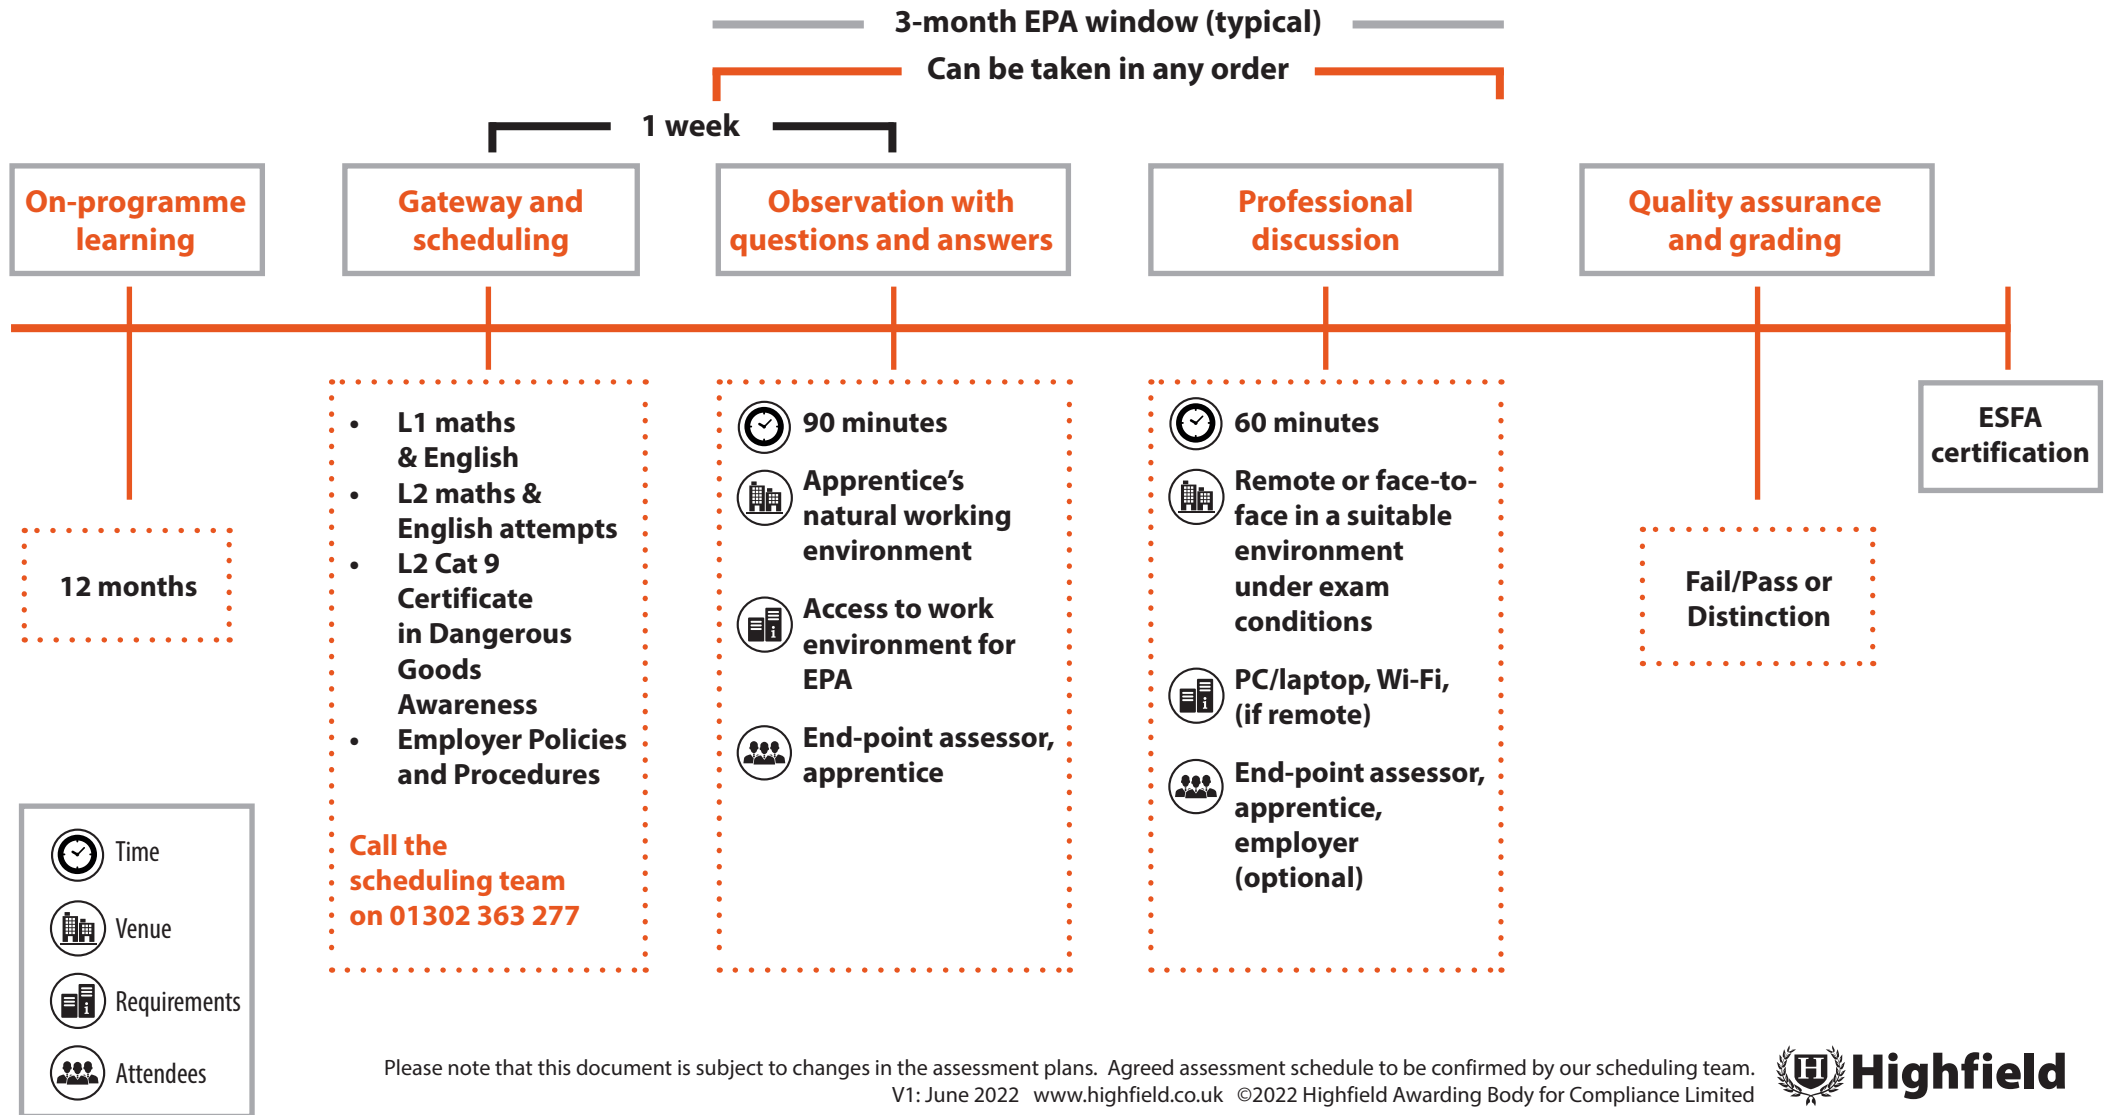 3-month EPA window (typical)
Can be taken in any order
1 week
On-programme
learning
Gateway and
scheduling
Observation with
questions and answers
Professional
discussion
Quality assurance
and grading
12 months
• L1 maths
& English
• L2 maths &
English attempts
• L2 Cat 9
Certificate
in Dangerous
Goods
Awareness
• Employer Policies
and Procedures
Call the
scheduling team
on 01302 363 277
90 minutes
Apprentice’s
natural working
environment
Access to work
environment for
EPA
End-point assessor,
apprentice
60 minutes
Remote or face-to-
face in a suitable
environment
under exam
conditions
PC/laptop, Wi-Fi,
(if remote)
End-point assessor,
apprentice,
employer
(optional)
Fail/Pass or
Distinction
ESFA
certification
Time
Venue
Requirements
Attendees
Please note that this document is subject to changes in the assessment plans. Agreed assessment schedule to be confirmed by our scheduling team.
V1: June 2022 www.highfield.co.uk ©2022 Highfield Awarding Body for Compliance Limited
H Highfield